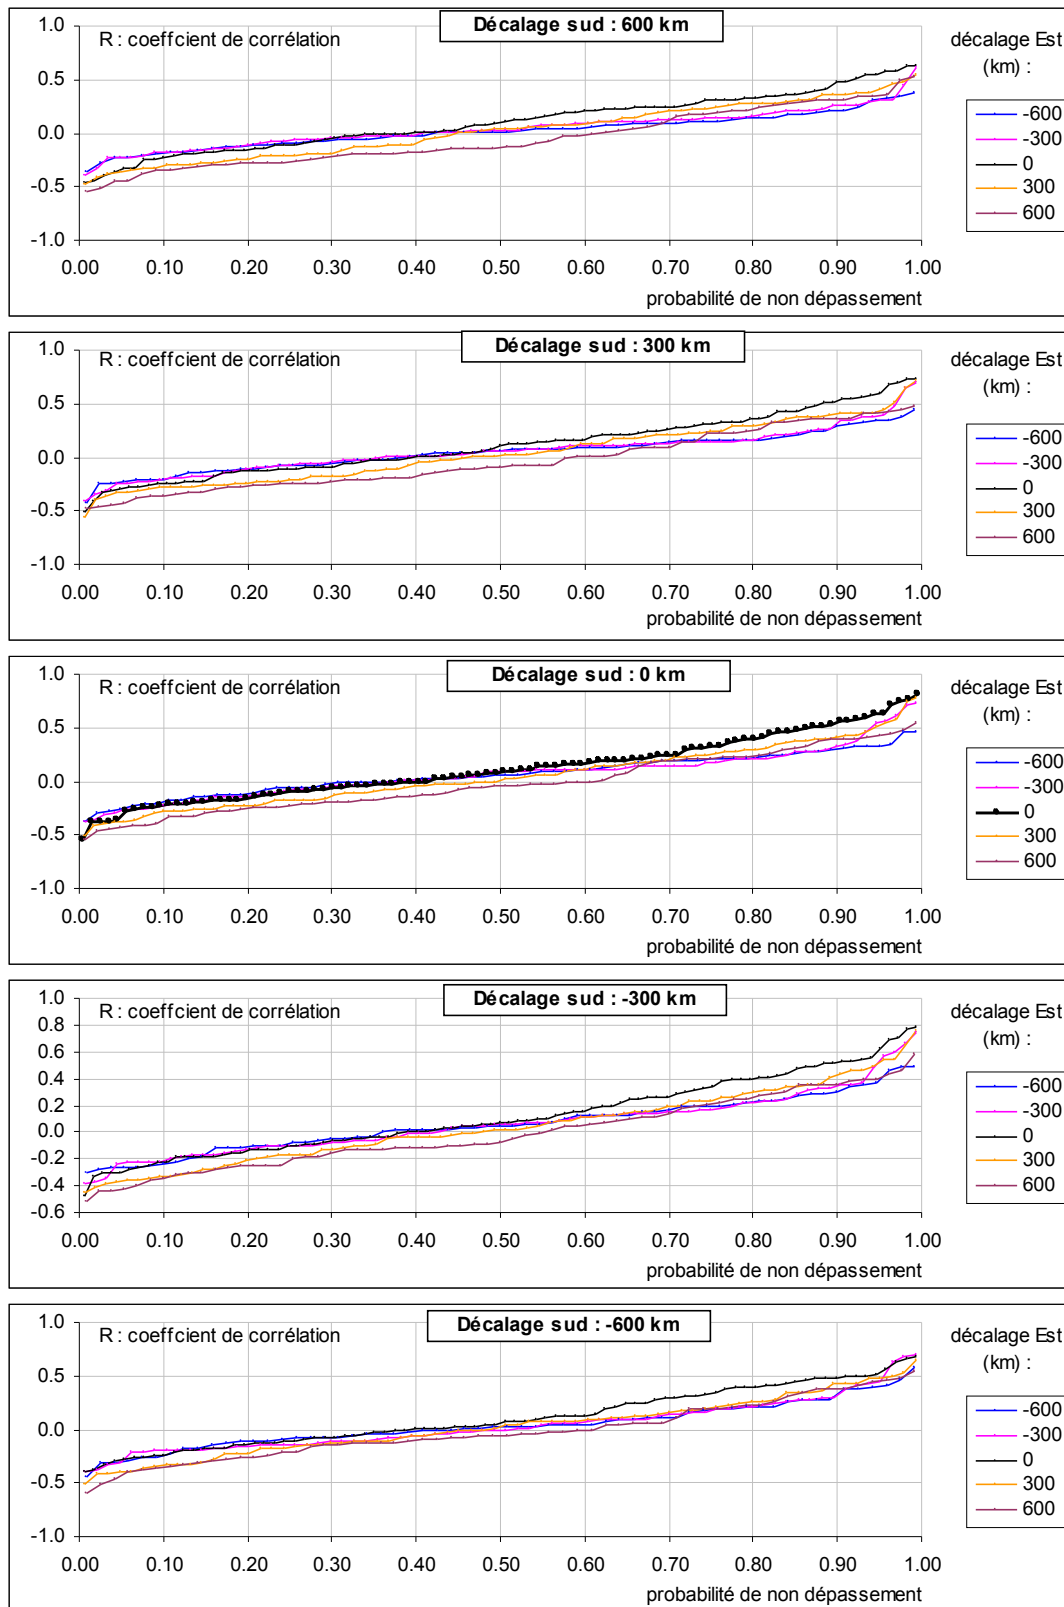 Décalage sud : 600 km
R : coeffcient de corrélation
décalage Est
(km) :
1.0
0.5
0.0
-0.5
-1.0
0.00 0.10 0.20 0.30 0.40 0.50 0.60 0.70 0.80 0.90 1.00
probabilité de non dépassement
-600
-300
0
300
600
Décalage sud : 300 km
R : coeffcient de corrélation
décalage Est
(km) :
1.0
0.5
0.0
-0.5
-1.0
0.00 0.10 0.20 0.30 0.40 0.50 0.60 0.70 0.80 0.90 1.00
probabilité de non dépassement
-600
-300
0
300
600
Décalage sud : 0 km
R : coeffcient de corrélation
décalage Est
(km) :
1.0
0.5
0.0
-0.5
-1.0
0.00 0.10 0.20 0.30 0.40 0.50 0.60 0.70 0.80 0.90 1.00
probabilité de non dépassement
-600
-300
0
300
600
Décalage sud : -300 km
R : coeffcient de corrélation
décalage Est
(km) :
1.0
0.8
0.6
0.4
0.2
0.0
-0.2
-0.4
-0.6
0.00 0.10 0.20 0.30 0.40 0.50 0.60 0.70 0.80 0.90 1.00
probabilité de non dépassement
-600
-300
0
300
600
Décalage sud : -600 km
R : coeffcient de corrélation
décalage Est
(km) :
1.0
0.5
0.0
-0.5
-1.0
0.00 0.10 0.20 0.30 0.40 0.50 0.60 0.70 0.80 0.90 1.00
probabilité de non dépassement
-600
-300
0
300
600